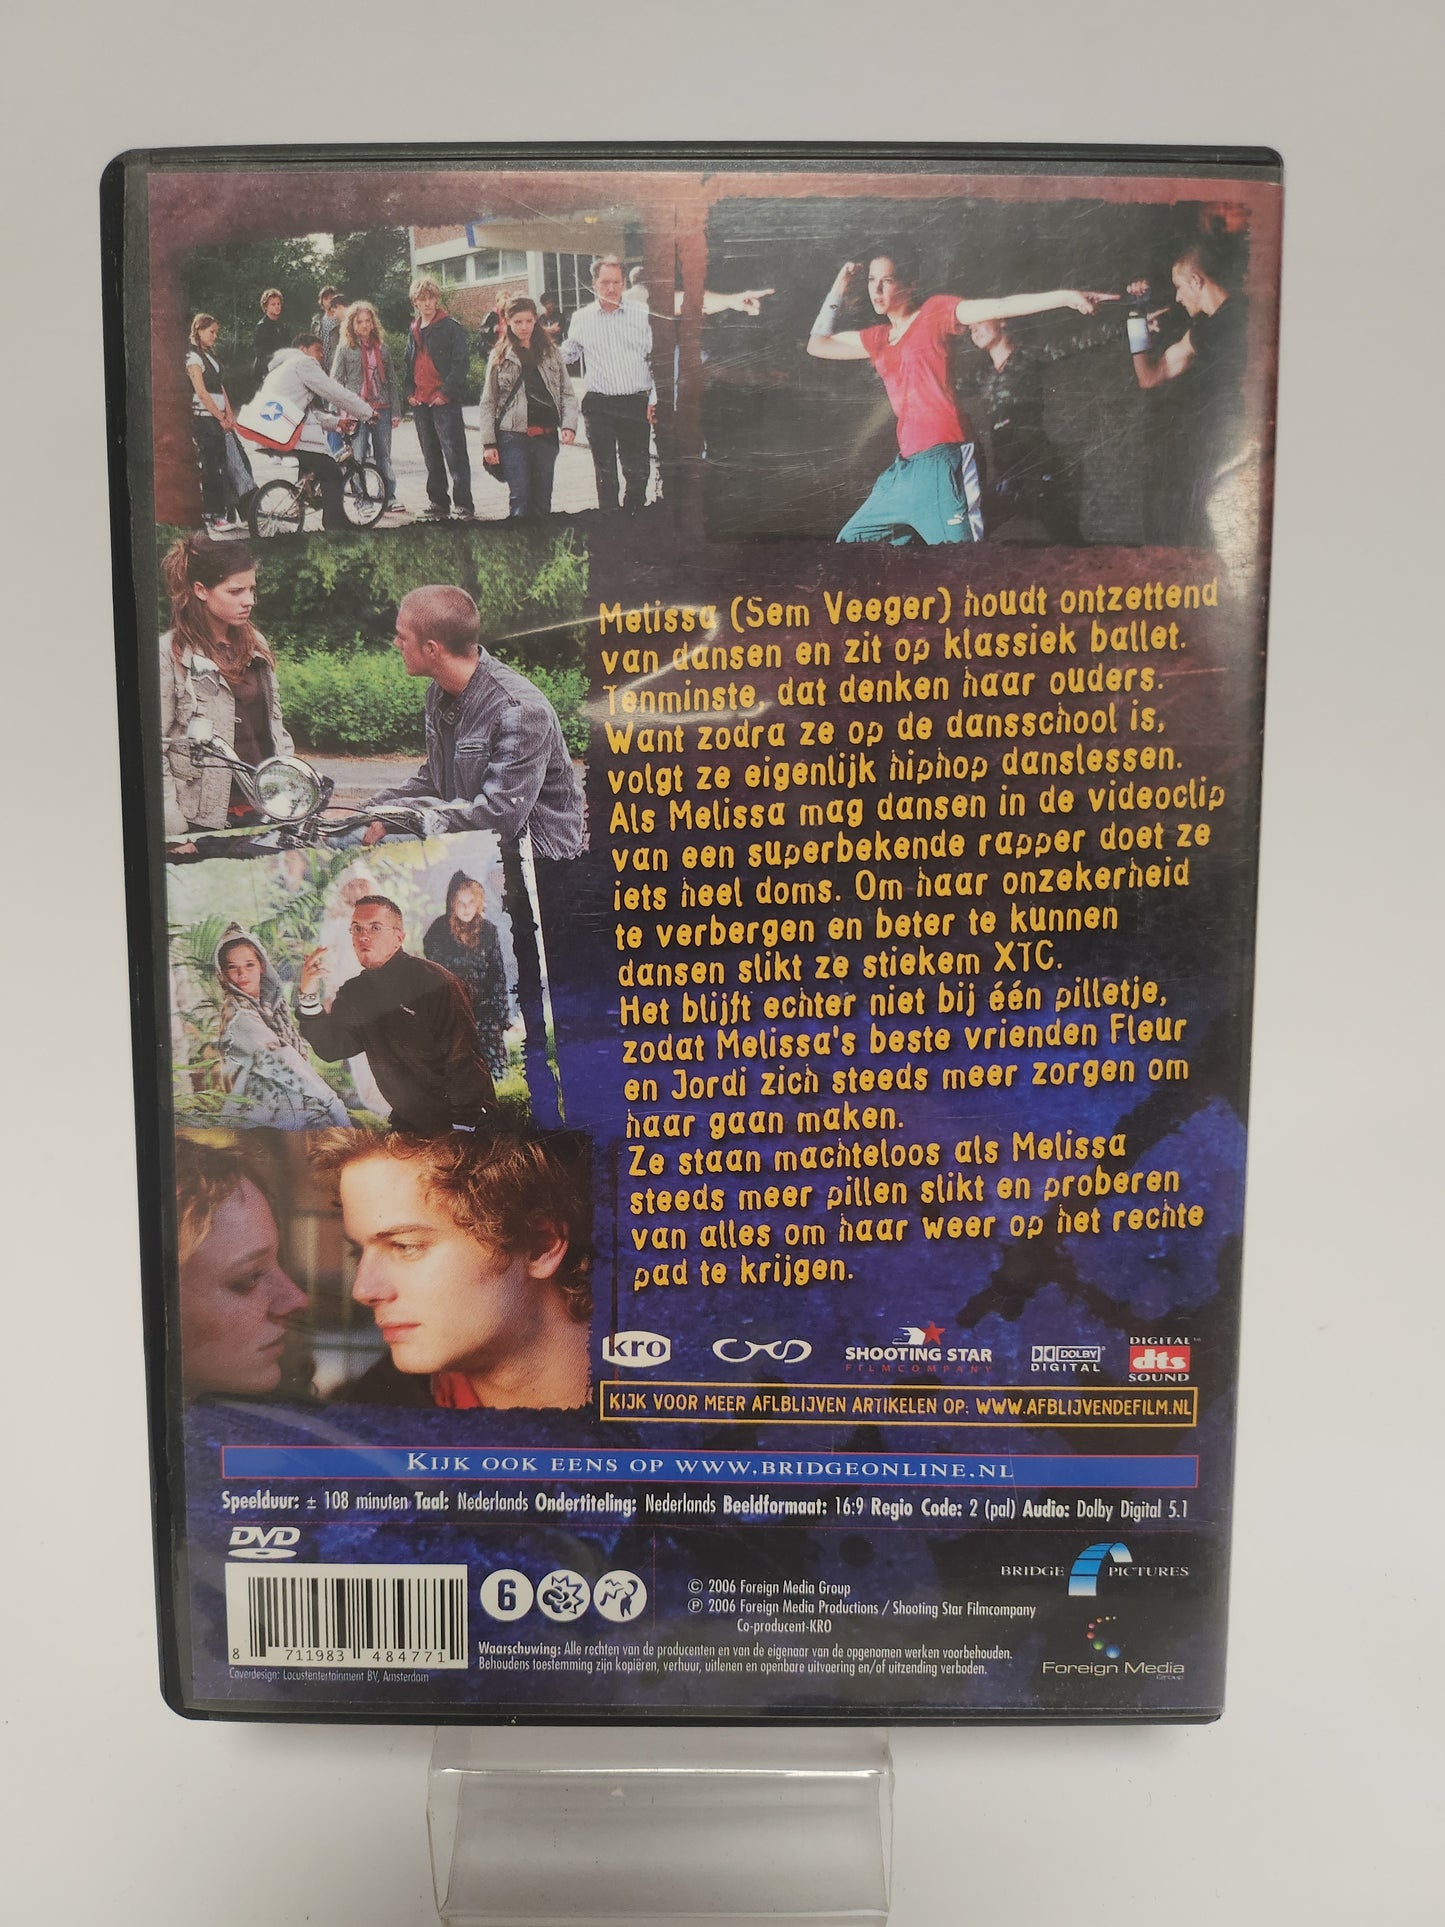 Melissa (Sem Veeger) houdt ontzettend
van dansen en zit op klassiek ballet.
Tenminste, dat denken haar ouders.
Want zodra ze op de dansschool is,
volgt ze eigenlijk hiphop danslessen.
Als Melissa mag dansen in de videoclip
van een superbekende rapper doet ze
iets heel doms. Om haar onzekerheid
te verbergen en beter te kunnen
dansen slikt ze stiekem XTC.
Het blijft echter niet bij één pilletje,
zodat Melissa's beste vrienden Fleur
en Jordi zich steeds meer zorgen om
haar gaan maken.
Ze staan machteloos als Melissa
steeds meer pillen slikt en proberen
van alles om haar weer op het rechte
pad te krijgen.
kro
SHOOTING STAR
FILMCOMPANY
DOLBY
DIGITAL
DIGITAL
dts
SOUND
KIJK VOOR MEER AFLBLIJVEN ARTIKELEN OP: WWW.AFBLIJVENDEFILM.NL
KIJK OOK EENS OP WWW.BRIDGEONLINE.NL
Speelduur: ± 108 minuten Taal: Nederlands Ondertiteling: Nederlands Beeldformaat: 16:9 Regio Code: 2 (pal) Audio: Dolby Digital 5.1
DVD
8 711983 484771
Coverdesign: Locustentertainment BV, Amsterdam
6
© 2006 Foreign Media Group
℗ 2006 Foreign Media Productions / Shooting Star Filmcompany
Co-producent-KRO
Waarschuwing: Alle rechten van de producenten en van de eigenaar van de opgenomen werken voorbehouden.
Behoudens toestemming zijn kopiëren, verhuur, uitlenen en openbare uitvoering en/of uitzending verboden.
BRIDGE PICTURES
Foreign Media
Group